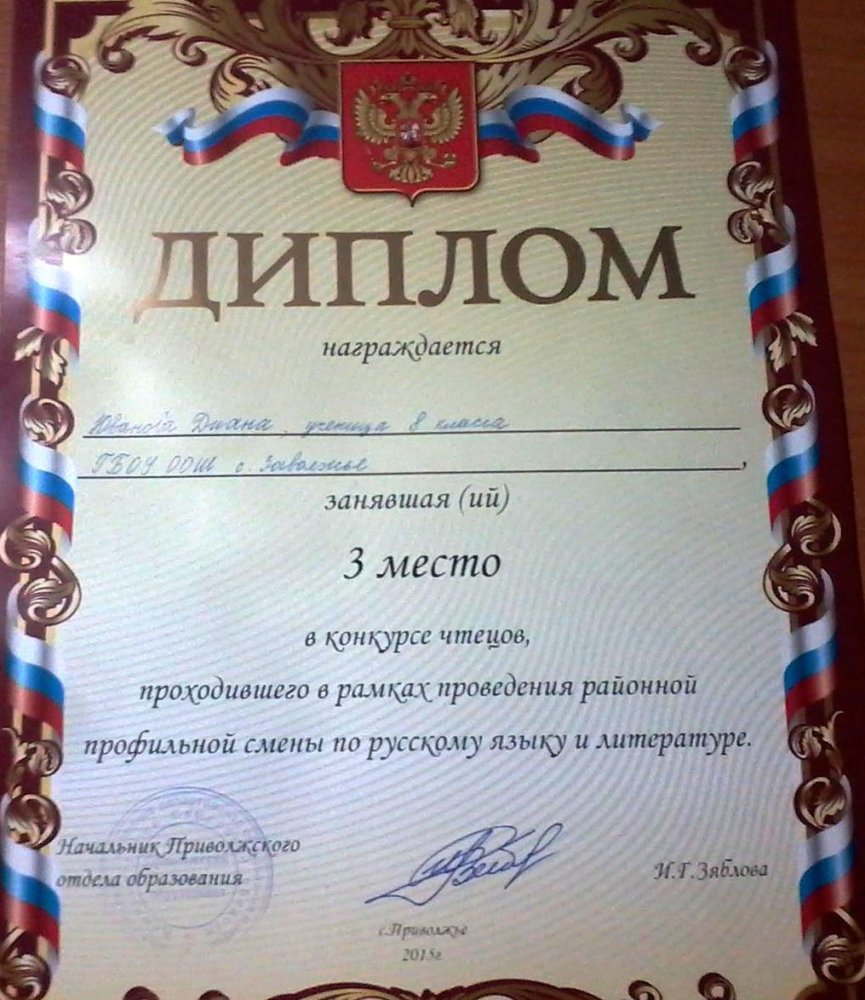 ДИПЛОМ
награждается
Диана, ученица 8 класса
ГБОУ ООШ с. Заволжье,
занявшая (ий)
3 место
в конкурсе чтецов,
проходившего в рамках проведения районной
профильной смены по русскому языку и литературе.
Начальник Приволжского
отдела образования
И.Г.Зяблова
с.Приволжье
2015г